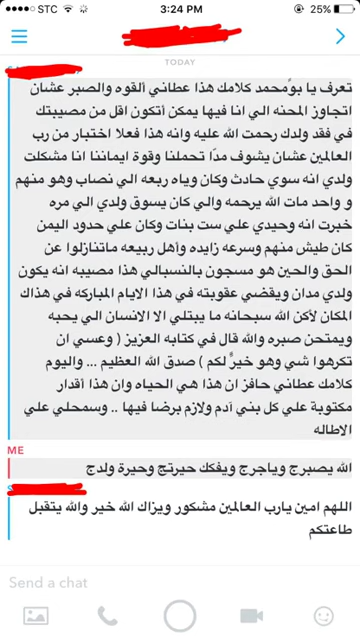 STC 3:24 PM 25%
TODAY
تعرف يا بومحمد كلامك هذا عطاني ألقوه والصبر عشان
اتجاوز المحنه الي انا فيها يمكن أتكون اقل من مصيبتك
في فقد ولدك رحمت الله عليه وانه هذا فعلا اختبار من رب
العالمين عشان يشوف مدا تحملنا وقوة ايماننا انا مشكلت
ولدي انه سوي حادث وكان وياه ربعه الي نصاب وهو منهم
و واحد مات الله يرحمه والي كان يسوق ولدي الي مره
خبرت انه وحيدي علي ست بنات وكان علي حدود اليمن
كان طيش منهم وسرعه زايده وأهل ربيعه ماتنازلوا عن
الحق والحين هو مسجون بالنسبالي هذا مصيبه انه يكون
ولدي مدان ويقضي عقوبته في هذا الايام المباركه في هذاك
المكان لأكن الله سبحانه ما يبتلي الا الانسان الي يحبه
ويمتحن صبره والله قال في كتابه العزيز ( وعسي ان
تكرهوا شي وهو خيرٌ لكم ) صدق الله العظيم ... واليوم
كلامك عطاني حافز ان هذا هي الحياه وان هذا أقدار
مكتوبة علي كل بني آدم ولازم برضا فيها .. وسمحلي علي
الاطاله
ME
الله يصبرج وياجرج ويفكك حيرتج وحيرة ولدج
اللهم امين يارب العالمين مشكور ويزاك الله خير والله يتقبل
طاعتكم
Send a chat